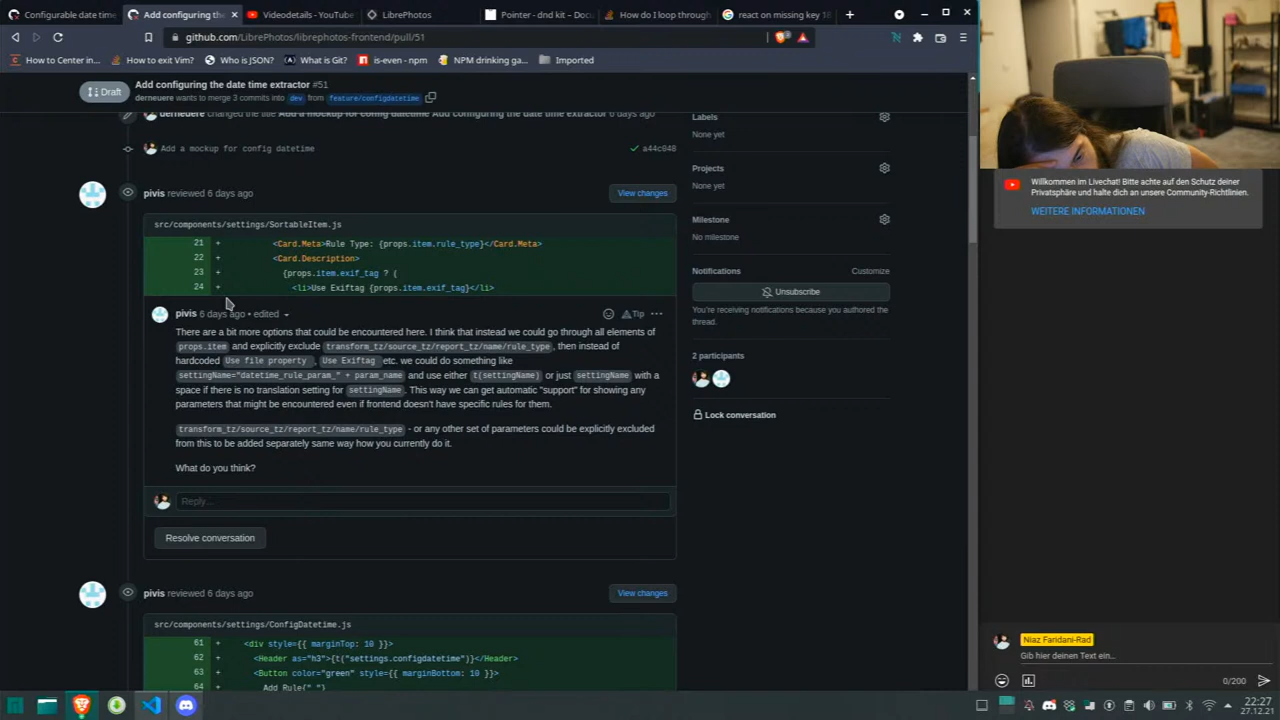 Configurable date time
Add configuring the
Videodetails - YouTube
LibrePhotos
Pointer - dnd kit – Docu
How do I loop through
react on missing key 18
github.com/LibrePhotos/librephotos-frontend/pull/51
How to Center in...
How to exit Vim?
Who is JSON?
What is Git?
is-even - npm
NPM drinking ga...
Imported
Draft
Add configuring the date time extractor #51
derneuere wants to merge 3 commits into dev from feature/configdatetime
derneuere changed the title Add a mockup for config datetime Add configuring the date time extractor 6 days ago
Add a mockup for config datetime
a44c048
pivis reviewed 6 days ago
View changes
src/components/settings/SortableItem.js
21 + <Card.Meta>Rule Type: {props.item.rule_type}</Card.Meta>
22 + <Card.Description>
23 + {props.item.exif_tag ? (
24 + <li>Use Exiftag {props.item.exif_tag}</li>
pivis 6 days ago • edited
Tip
There are a bit more options that could be encountered here. I think that instead we could go through all elements of
props.item and explicitly exclude transform_tz/source_tz/report_tz/name/rule_type, then instead of
hardcoded Use file property, Use Exiftag etc. we could do something like
settingName="datetime_rule_param_" + param_name and use either t(settingName) or just settingName with a
space if there is no translation setting for settingName. This way we can get automatic "support" for showing any
parameters that might be encountered even if frontend doesn't have specific rules for them.
transform_tz/source_tz/report_tz/name/rule_type - or any other set of parameters could be explicitly excluded
from this to be added separately same way how you currently do it.
What do you think?
Reply...
Resolve conversation
pivis reviewed 6 days ago
View changes
src/components/settings/ConfigDatetime.js
61 + <div style={{ marginTop: 10 }}>
62 + <Header as="h3">{t("settings.configdatetime")}</Header>
63 + <Button color="green" style={{ marginBottom: 10 }}
64 Add Rule{" "}
Labels
None yet
Projects
None yet
Milestone
No milestone
Notifications
Customize
Unsubscribe
You're receiving notifications because you authored the
thread.
2 participants
Lock conversation
Willkommen im Livechat! Bitte achte auf den Schutz deiner
Privatsphäre und halte dich an unsere Community-Richtlinien.
WEITERE INFORMATIONEN
Niaz Faridani-Rad
Gib hier deinen Text ein...
0/200
22:27
27.12.21